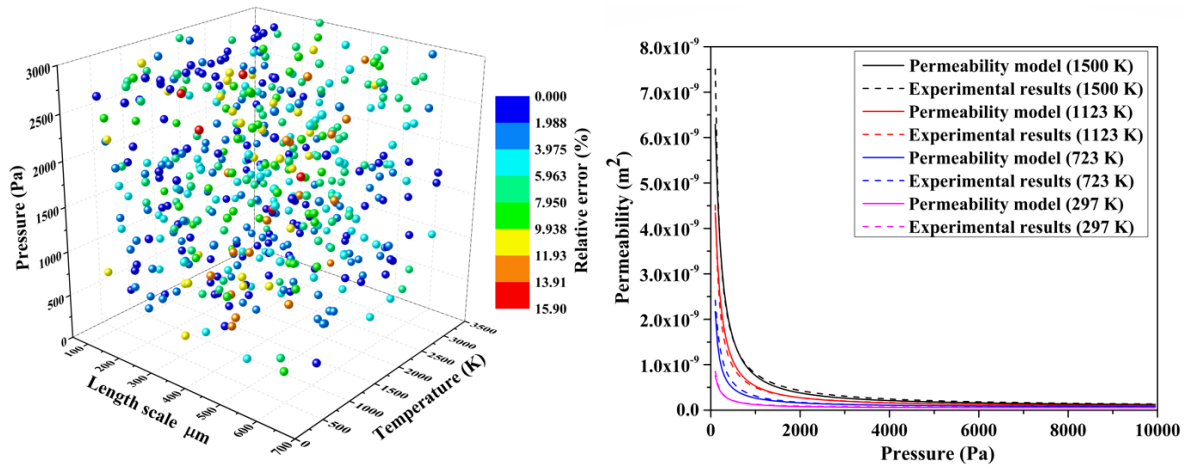 3000
2500
2000
1500
1000
500
0
Pressure (Pa)
100
200
300
400
500
600
700
Length scale μm
0
500
1000
1500
2000
2500
3000
3500
Temperature (K)
0.000
1.988
3.975
5.963
7.950
9.938
11.93
13.91
15.90
Relative error (%)
8.0x10⁻⁹
7.0x10⁻⁹
6.0x10⁻⁹
5.0x10⁻⁹
4.0x10⁻⁹
3.0x10⁻⁹
2.0x10⁻⁹
1.0x10⁻⁹
0.0
Permeability (m²)
Permeability model (1500 K)
Experimental results (1500 K)
Permeability model (1123 K)
Experimental results (1123 K)
Permeability model (723 K)
Experimental results (723 K)
Permeability model (297 K)
Experimental results (297 K)
0
2000
4000
6000
8000
10000
Pressure (Pa)